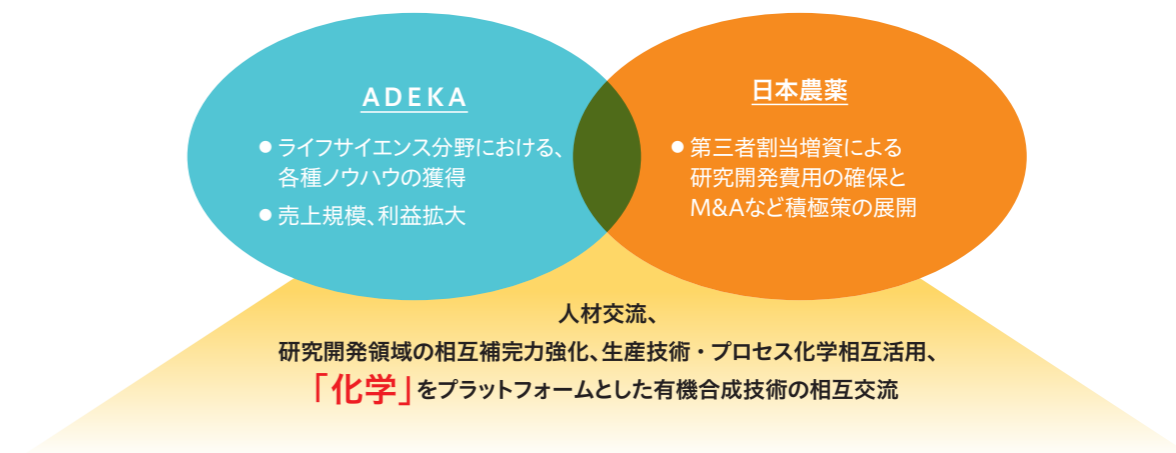 ADEKA
● ライフサイエンス分野における、
各種ノウハウの獲得
● 売上規模、利益拡大
日本農薬
● 第三者割当増資による
研究開発費用の確保と
M&Aなど積極策の展開
人材交流、
研究開発領域の相互補完力強化、生産技術・プロセス化学相互活用、
「化学」をプラットフォームとした有機合成技術の相互交流